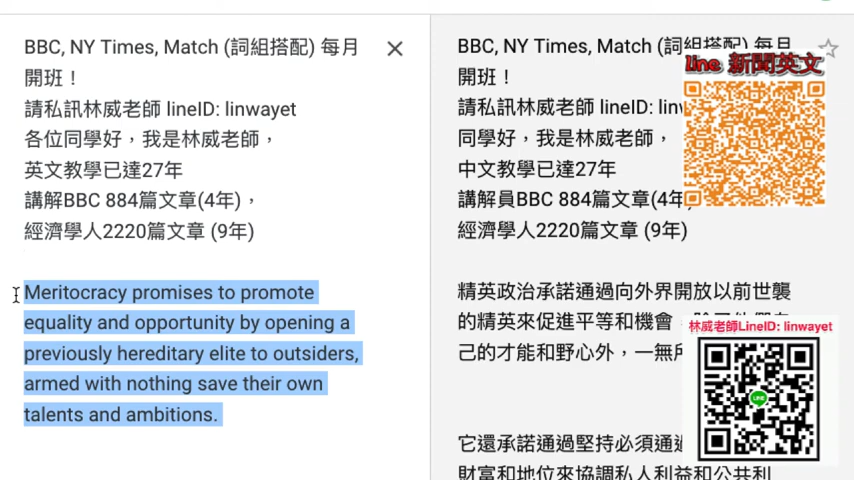 BBC, NY Times, Match (詞組搭配) 每月
開班！
請私訊林威老師 lineID: linwayet
各位同學好，我是林威老師，
英文教學已達27年
講解BBC 884篇文章(4年)，
經濟學人2220篇文章 (9年)
Meritocracy promises to promote
equality and opportunity by opening a
previously hereditary elite to outsiders,
armed with nothing save their own
talents and ambitions.
BBC, NY Times, Match (詞組搭配) 每月
開班！
請私訊林威老師 lineID:
同學好，我是林威老師，
中文教學已達27年
講解員BBC 884篇文章(4年)
經濟學人2220篇文章 (9年)
精英政治承諾通過向外界開放以前世襲
的精英來促進平等和機會
己的才能和野心外，一無
它還承諾通過堅持必須通
財富和地位來協調私人利益和公共利
line 新聞英文
林威老師LineID: linwayet
LINE